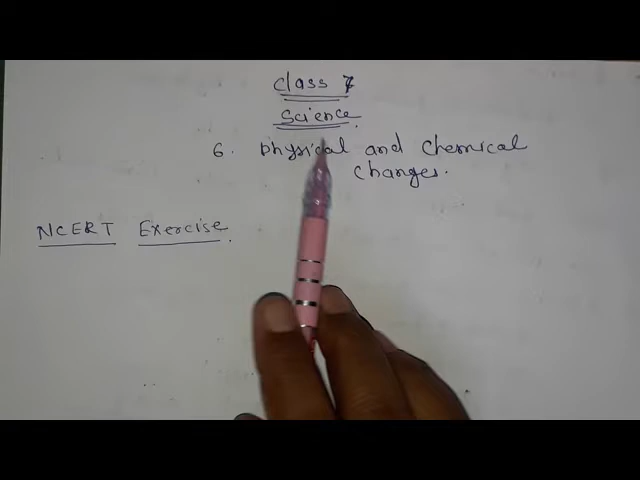 Class 7
Science.
6. Physical and Chemical
Changes.
NCERT Exercise.